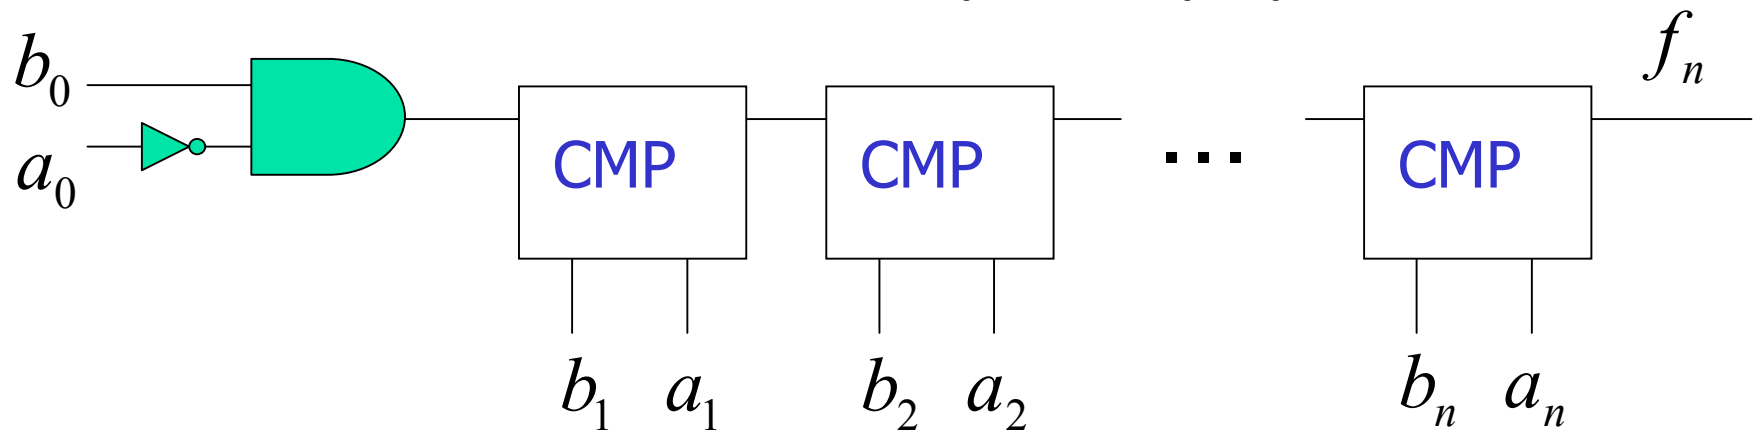 b₀
fₙ
a₀
CMP CMP ... CMP
b₁ a₁ b₂ a₂ bₙ aₙ